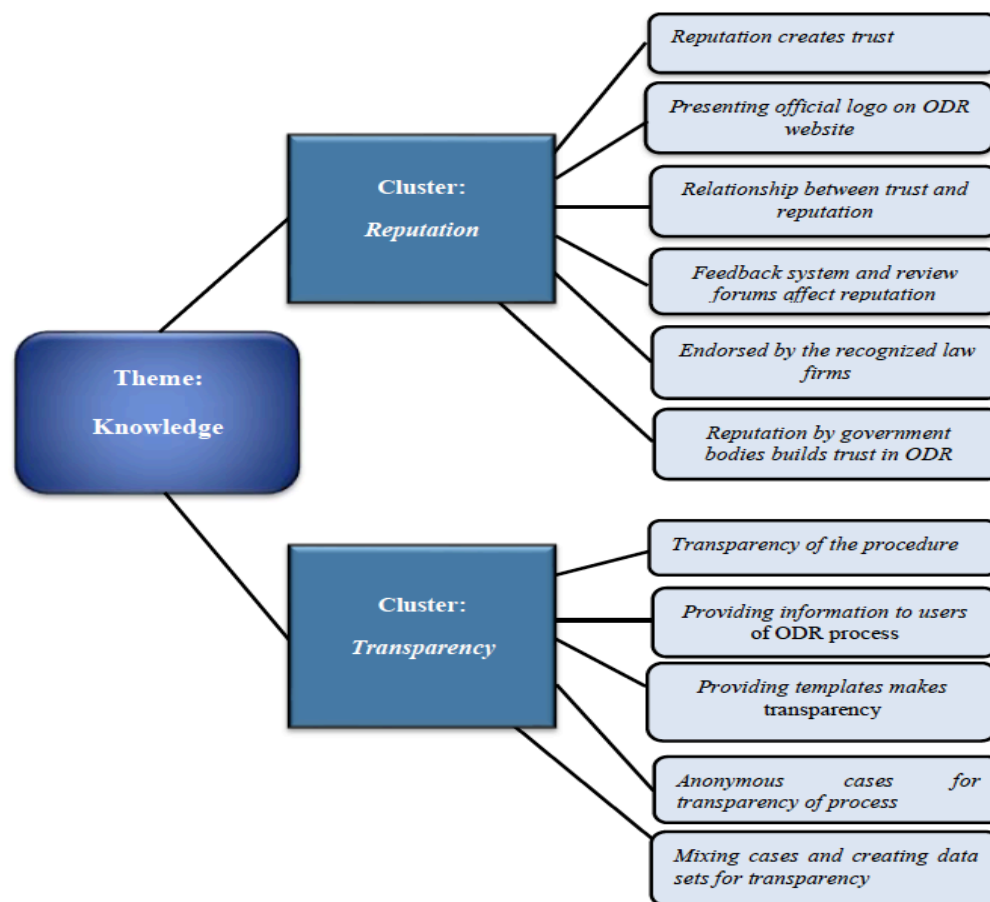 Reputation creates trust
Presenting official logo on ODR
website
Cluster:
Reputation
Relationship between trust and
reputation
Feedback system and review
forums affect reputation
Endorsed by the recognized law
firms
Theme:
Knowledge
Reputation by government
bodies builds trust in ODR
Transparency of the procedure
Cluster:
Transparency
Providing information to users
of ODR process
Providing templates makes
transparency
Anonymous cases for
transparency of process
Mixing cases and creating data
sets for transparency